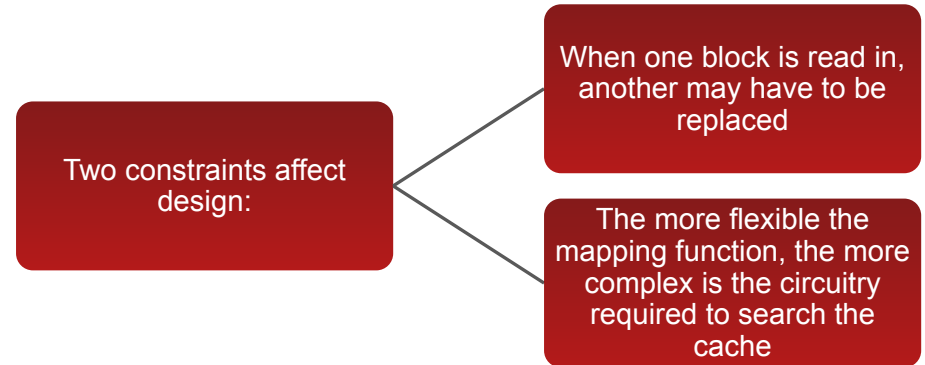 Two constraints affect
design:
When one block is read in,
another may have to be
replaced
The more flexible the
mapping function, the more
complex is the circuitry
required to search the
cache